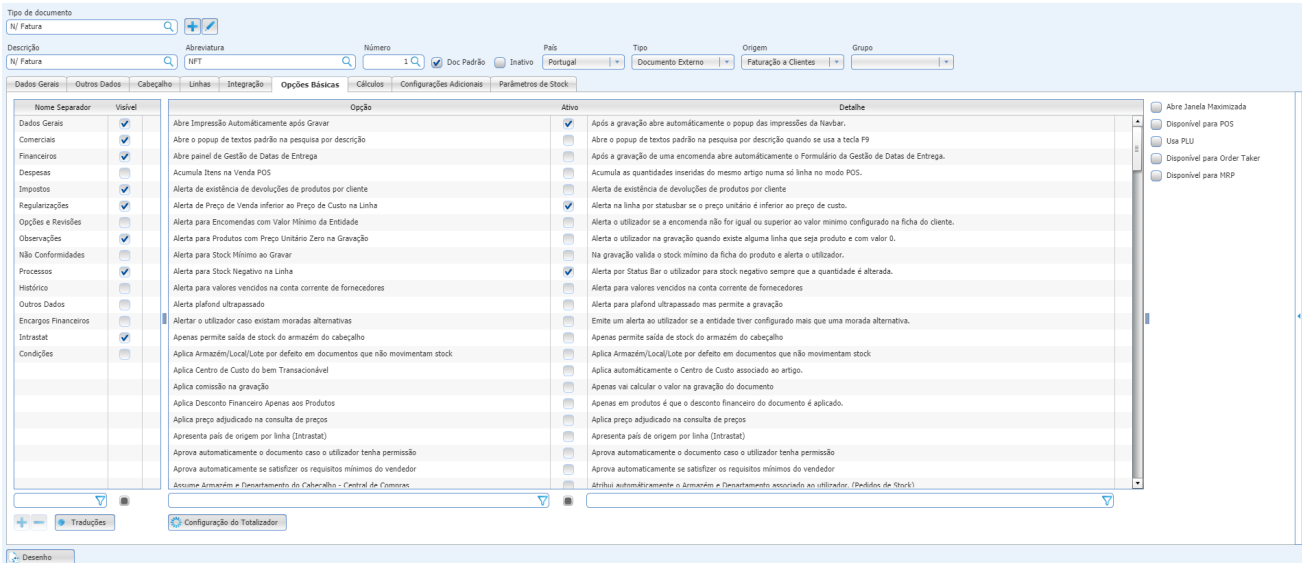 Tipo de documento
N/ Fatura
Descrição Abreviatura Número País Tipo Origem Grupo
N/ Fatura NFT 1 Doc Padrão Inativo Portugal Documento Externo Faturação a Clientes
Dados Gerais Outros Dados Cabeçalho Linhas Integração Opções Básicas Cálculos Configurações Adicionais Parâmetros de Stock
Nome Separador Visível Opção Ativo Detalhe Abre Janela Maximizada
Dados Gerais Abre Impressão Automáticamente após Gravar Após a gravação abre automáticamente o popup das impressões da Navbar. Disponível para POS
Comerciais Abre o popup de textos padrão na pesquisa por descrição Abre o popup de textos padrão na pesquisa por descrição quando se usa a tecla F9 Usa PLU
Financeiros Abre painel de Gestão de Datas de Entrega Após a gravação de uma encomenda abre automáticamente o Formulário da Gestão de Datas de Entrega. Disponível para Order Taker
Despesas Acumula Itens na Venda POS Acumula as quantidades inseridas do mesmo artigo numa só linha no modo POS. Disponível para MRP
Impostos Alerta de existência de devoluções de produtos por cliente Alerta de existência de devoluções de produtos por cliente
Regularizações Alerta de Preço de Venda inferior ao Preço de Custo na Linha Alerta na linha por statusbar se o preço unitário é inferior ao preço de custo.
Opções e Revisões Alerta para Encomendas com Valor Mínimo da Entidade Alerta o utilizador se a encomenda não for igual ou superior ao valor minimo configurado na ficha do cliente.
Observações Alerta para Produtos com Preço Unitário Zero na Gravação Alerta o utilizador na gravação quando existe alguma linha que seja produto e com valor 0.
Não Conformidades Alerta para Stock Mínimo ao Gravar Na gravação valida o stock mímino da ficha do produto e alerta o utilizador.
Processos Alerta para Stock Negativo na Linha Alerta por Status Bar o utilizador para stock negativo sempre que a quantidade é alterada.
Histórico Alerta para valores vencidos na conta corrente de fornecedores Alerta para valores vencidos na conta corrente de fornecedores
Outros Dados Alerta plafond ultrapassado Alerta para plafond ultrapassado mas permite a gravação
Encargos Financeiros Alertar o utilizador caso existam moradas alternativas Emite um alerta ao utilizador se a entidade tiver configurado mais que uma morada alternativa.
Intrastat Apenas permite saída de stock do armazém do cabeçalho Apenas permite saída de stock do armazém do cabeçalho
Condições Aplica Armazém/Local/Lote por defeito em documentos que não movimentam stock Aplica Armazém/Local/Lote por defeito em documentos que não movimentam stock
Aplica Centro de Custo do bem Transacionável Aplica automáticamente o Centro de Custo associado ao artigo.
Aplica comissão na gravação Apenas vai calcular o valor na gravação do documento
Aplica Desconto Financeiro Apenas aos Produtos Apenas em produtos é que o desconto financeiro do documento é aplicado.
Aplica preço adjudicado na consulta de preços Aplica preço adjudicado na consulta de preços
Apresenta país de origem por linha (Intrastat) Apresenta país de origem por linha (Intrastat)
Aprova automaticamente o documento caso o utilizador tenha permissão Aprova automaticamente o documento caso o utilizador tenha permissão
Aprova automaticamente se satisfizer os requisitos mínimos do vendedor Aprova automaticamente se satisfizer os requisitos mínimos do vendedor
Assume Armazém e Departamento do Cabeçalho - Central de Compras Atribui automáticamente o Armazém e Departamento associado ao utilizador. (Pedidos de Stock)
Traduções Configuração do Totalizador
Desenho